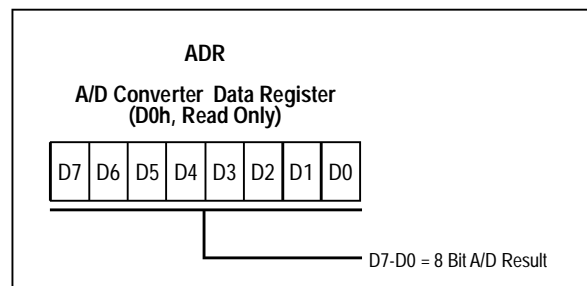 ADR
A/D Converter Data Register
(D0h, Read Only)
D7 D6 D5 D4 D3 D2 D1 D0
D7-D0 = 8 Bit A/D Result